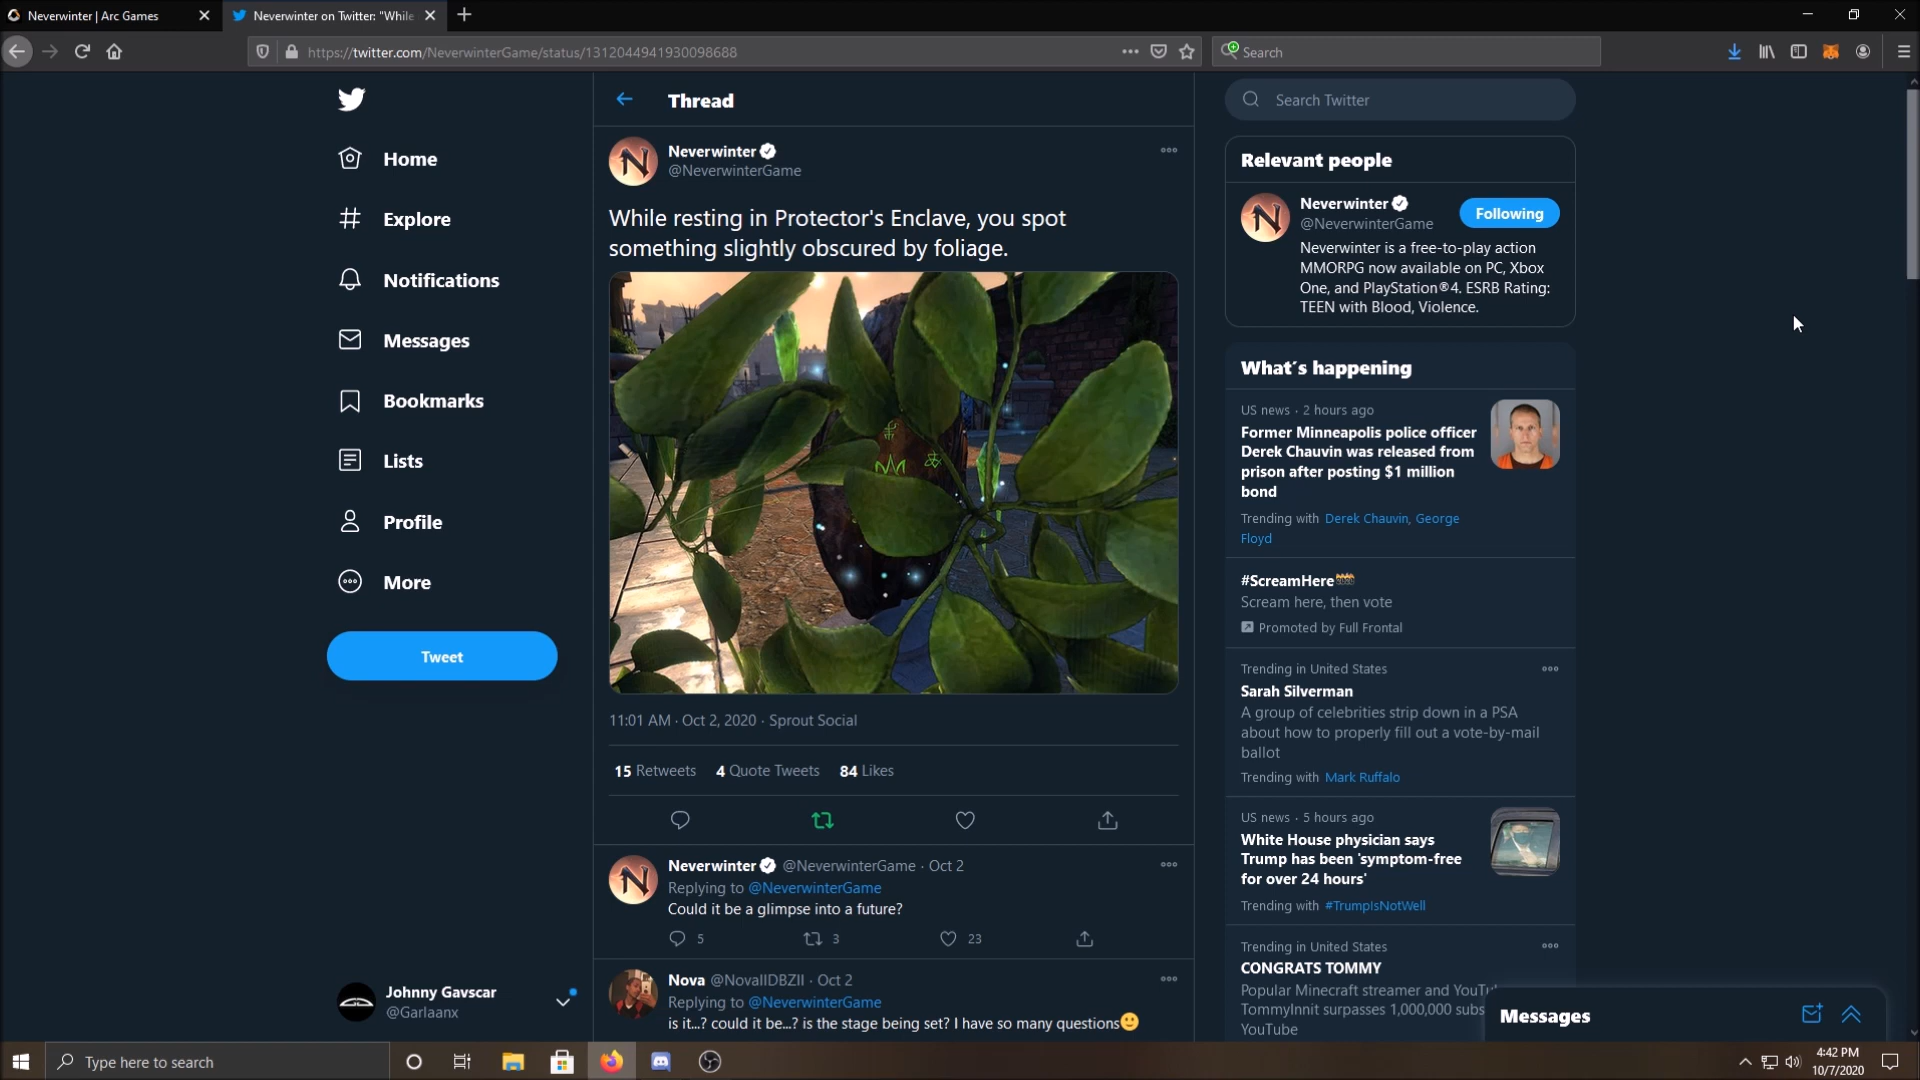 Neverwinter | Arc Games
Neverwinter on Twitter: "While
https://twitter.com/NeverwinterGame/status/1312044941930098688
Search
Home
Explore
Notifications
Messages
Bookmarks
Lists
Profile
More
Tweet
Johnny Gavscar
@Garlaanx
Thread
Neverwinter
@NeverwinterGame
While resting in Protector's Enclave, you spot
something slightly obscured by foliage.
11:01 AM · Oct 2, 2020 · Sprout Social
15 Retweets 4 Quote Tweets 84 Likes
Neverwinter @NeverwinterGame · Oct 2
Replying to @NeverwinterGame
Could it be a glimpse into a future?
5 3 23
Nova @NovaIIDBZII · Oct 2
Replying to @NeverwinterGame
is it...? could it be...? is the stage being set? I have so many questions🙂
Search Twitter
Relevant people
Neverwinter
@NeverwinterGame
Following
Neverwinter is a free-to-play action
MMORPG now available on PC, Xbox
One, and PlayStation®4. ESRB Rating:
TEEN with Blood, Violence.
What's happening
US news · 2 hours ago
Former Minneapolis police officer
Derek Chauvin was released from
prison after posting $1 million
bond
Trending with Derek Chauvin, George
Floyd
#ScreamHere
Scream here, then vote
Promoted by Full Frontal
Trending in United States
Sarah Silverman
A group of celebrities strip down in a PSA
about how to properly fill out a vote-by-mail
ballot
Trending with Mark Ruffalo
US news · 5 hours ago
White House physician says
Trump has been 'symptom-free
for over 24 hours'
Trending with #TrumpIsNotWell
Trending in United States
CONGRATS TOMMY
Popular Minecraft streamer and
TommyInnit surpasses 1,000,000 subs
YouTube
Messages
Type here to search
4:42 PM
10/7/2020